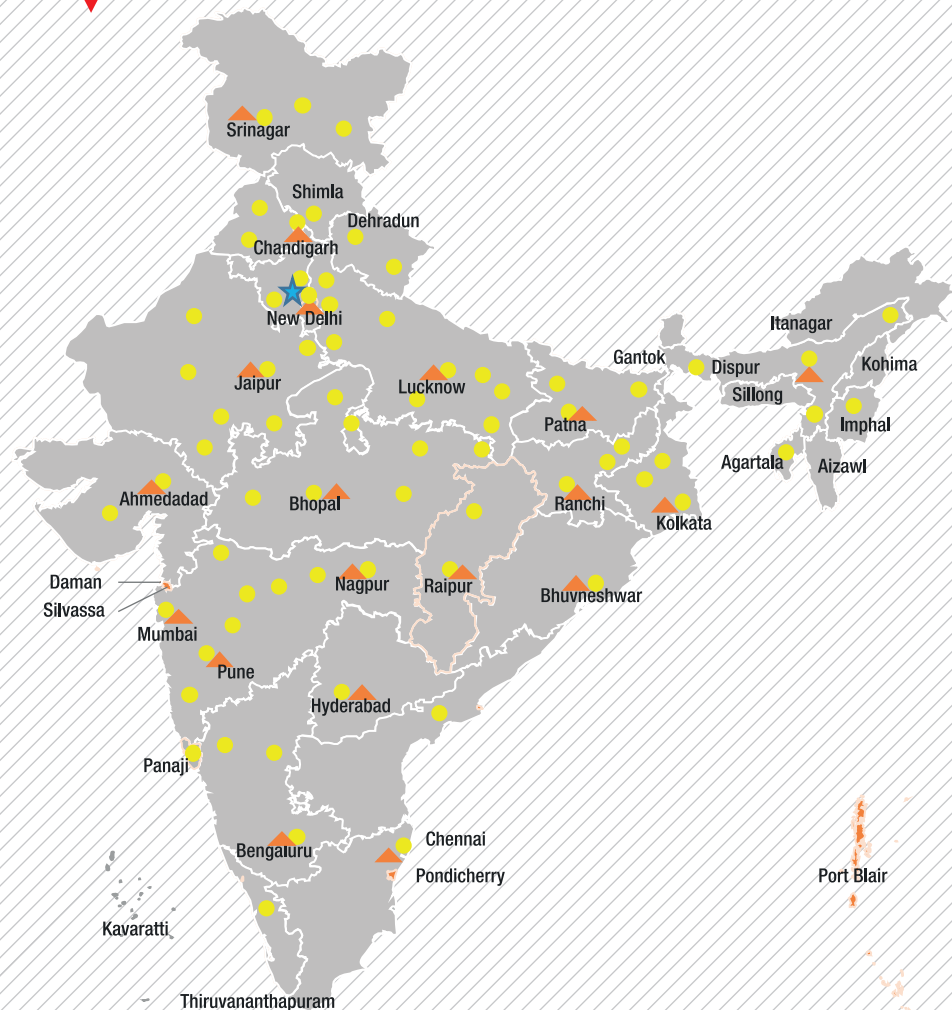 Srinagar
Shimla
Dehradun
Chandigarh
New Delhi
Itanagar
Gantok
Dispur
Kohima
Jaipur
Lucknow
Sillong
Patna
Imphal
Agartala
Aizawl
Ahmedadad
Bhopal
Ranchi
Kolkata
Daman
Nagpur
Raipur
Bhuvneshwar
Silvassa
Mumbai
Pune
Hyderabad
Panaji
Chennai
Bengaluru
Pondicherry
Port Blair
Kavaratti
Thiruvananthapuram